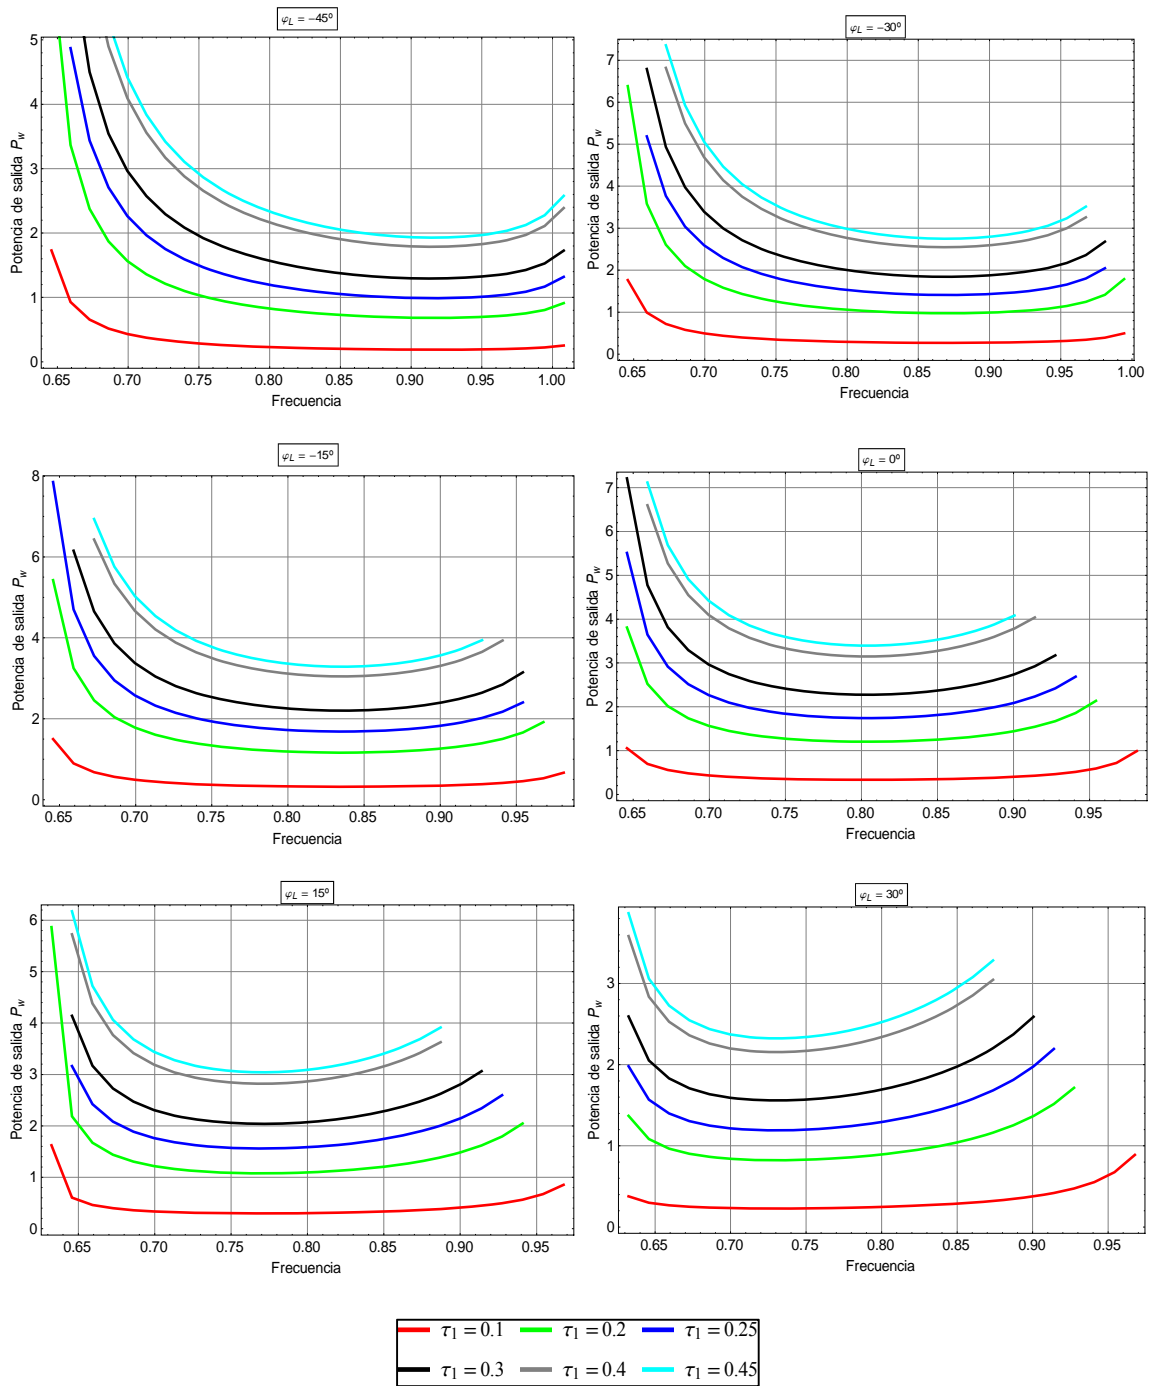 φL = −45º
Potencia de salida Pw
5
4
3
2
1
0
0.65 0.70 0.75 0.80 0.85 0.90 0.95 1.00
Frecuencia
φL = −30º
Potencia de salida Pw
7
6
5
4
3
2
1
0
0.65 0.70 0.75 0.80 0.85 0.90 0.95 1.00
Frecuencia
φL = −15º
Potencia de salida Pw
8
6
4
2
0
0.65 0.70 0.75 0.80 0.85 0.90 0.95
Frecuencia
φL = 0º
Potencia de salida Pw
7
6
5
4
3
2
1
0
0.65 0.70 0.75 0.80 0.85 0.90 0.95
Frecuencia
φL = 15º
Potencia de salida Pw
6
5
4
3
2
1
0
0.65 0.70 0.75 0.80 0.85 0.90 0.95
Frecuencia
φL = 30º
Potencia de salida Pw
3
2
1
0
0.65 0.70 0.75 0.80 0.85 0.90 0.95
Frecuencia
τ1 = 0.1 τ1 = 0.2 τ1 = 0.25
τ1 = 0.3 τ1 = 0.4 τ1 = 0.45